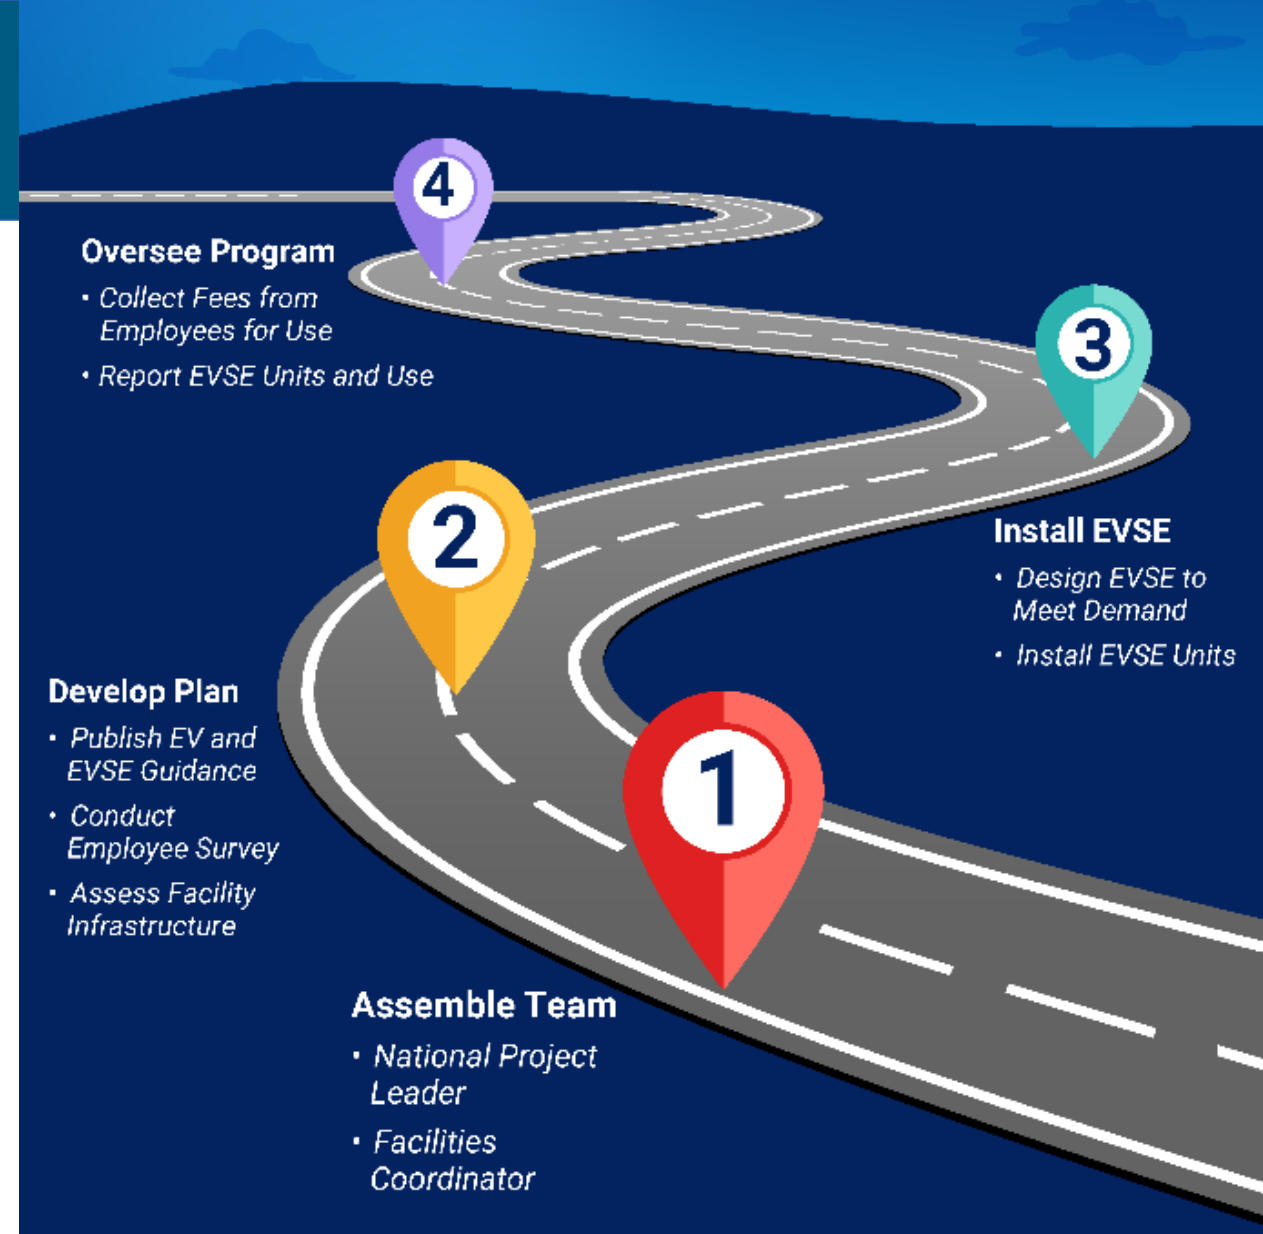 4
Oversee Program
• Collect Fees from
Employees for Use
• Report EVSE Units and Use
3
Install EVSE
• Design EVSE to
Meet Demand
• Install EVSE Units
2
Develop Plan
• Publish EV and
EVSE Guidance
• Conduct
Employee Survey
• Assess Facility
Infrastructure
1
Assemble Team
• National Project
Leader
• Facilities
Coordinator